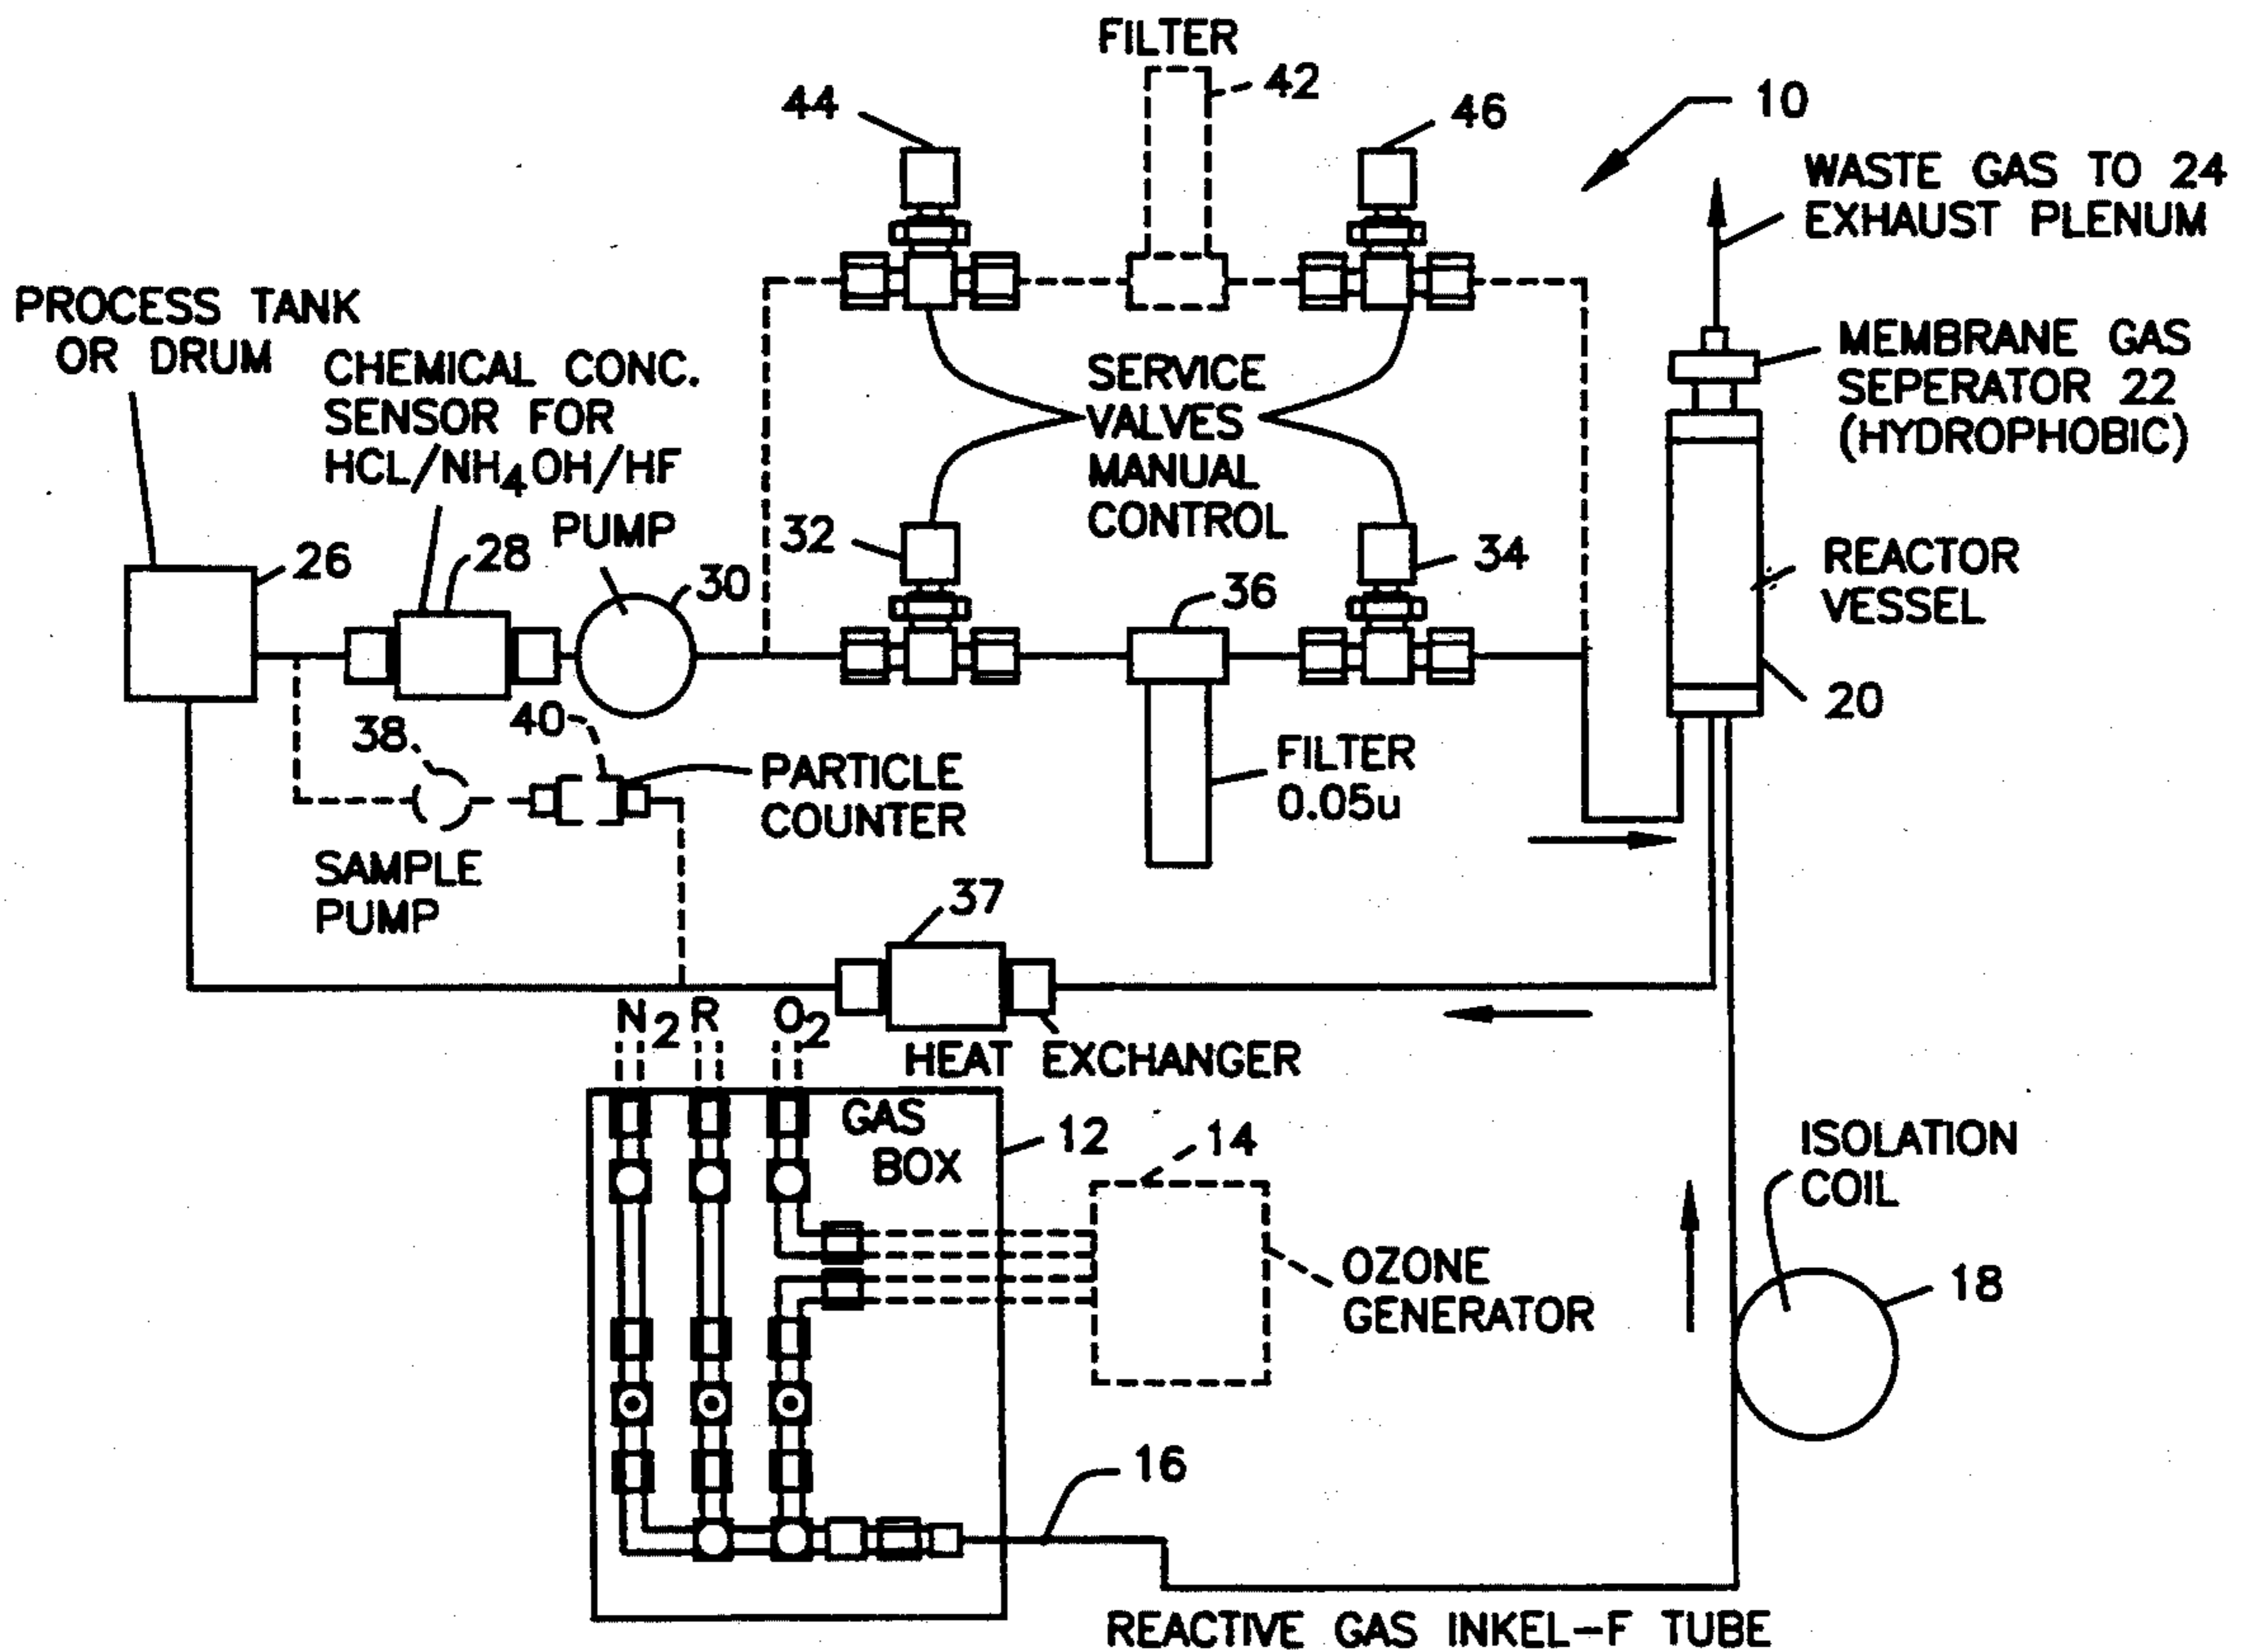 FILTER
42
44
46
10
WASTE GAS TO 24
EXHAUST PLENUM
PROCESS TANK
OR DRUM
CHEMICAL CONC.
SENSOR FOR
HCL/NH4OH/HF
SERVICE
VALVES
MANUAL
CONTROL
MEMBRANE GAS
SEPERATOR 22
(HYDROPHOBIC)
26
28
PUMP
30
32
34
36
REACTOR
VESSEL
20
38
40
PARTICLE
COUNTER
FILTER
0.05u
SAMPLE
PUMP
37
HEAT EXCHANGER
N2 R O2
GAS
BOX
12
14
OZONE
GENERATOR
ISOLATION
COIL
18
16
REACTIVE GAS INKEL-F TUBE